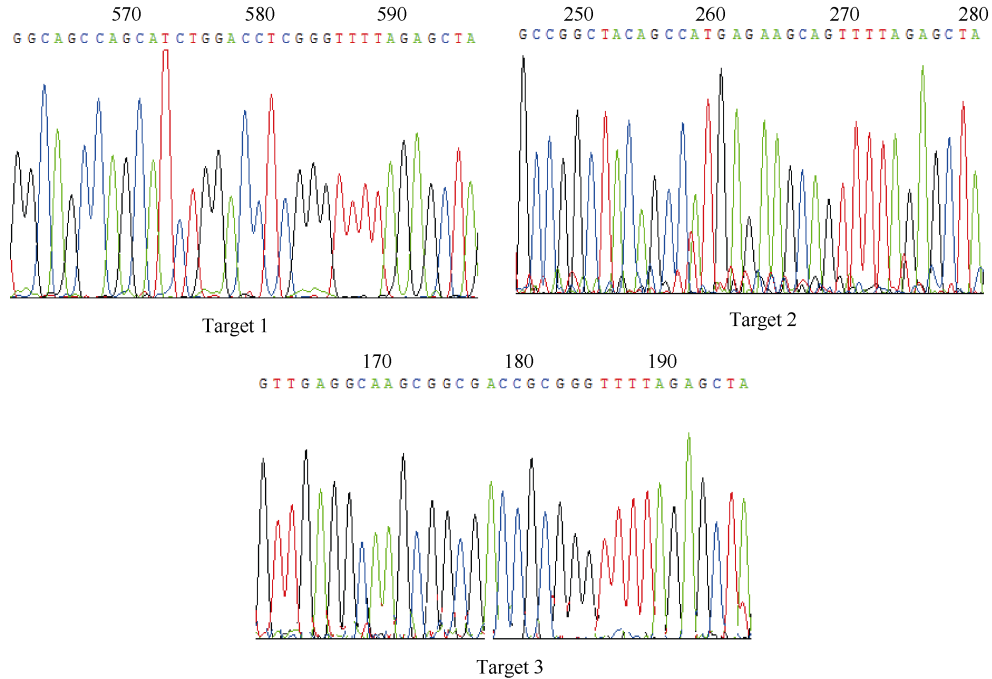 570 580 590
GGCAGCCAGCATCTGGACCTCGGGTTTTAGAGCTA
Target 1
250 260 270 280
GCCGGCTACAGCCATGAGAAGCAGTTTTAGAGCTA
Target 2
170 180 190
GTTGAGGCAAGCGGCGACCGCGGGTTTTAGAGCTA
Target 3